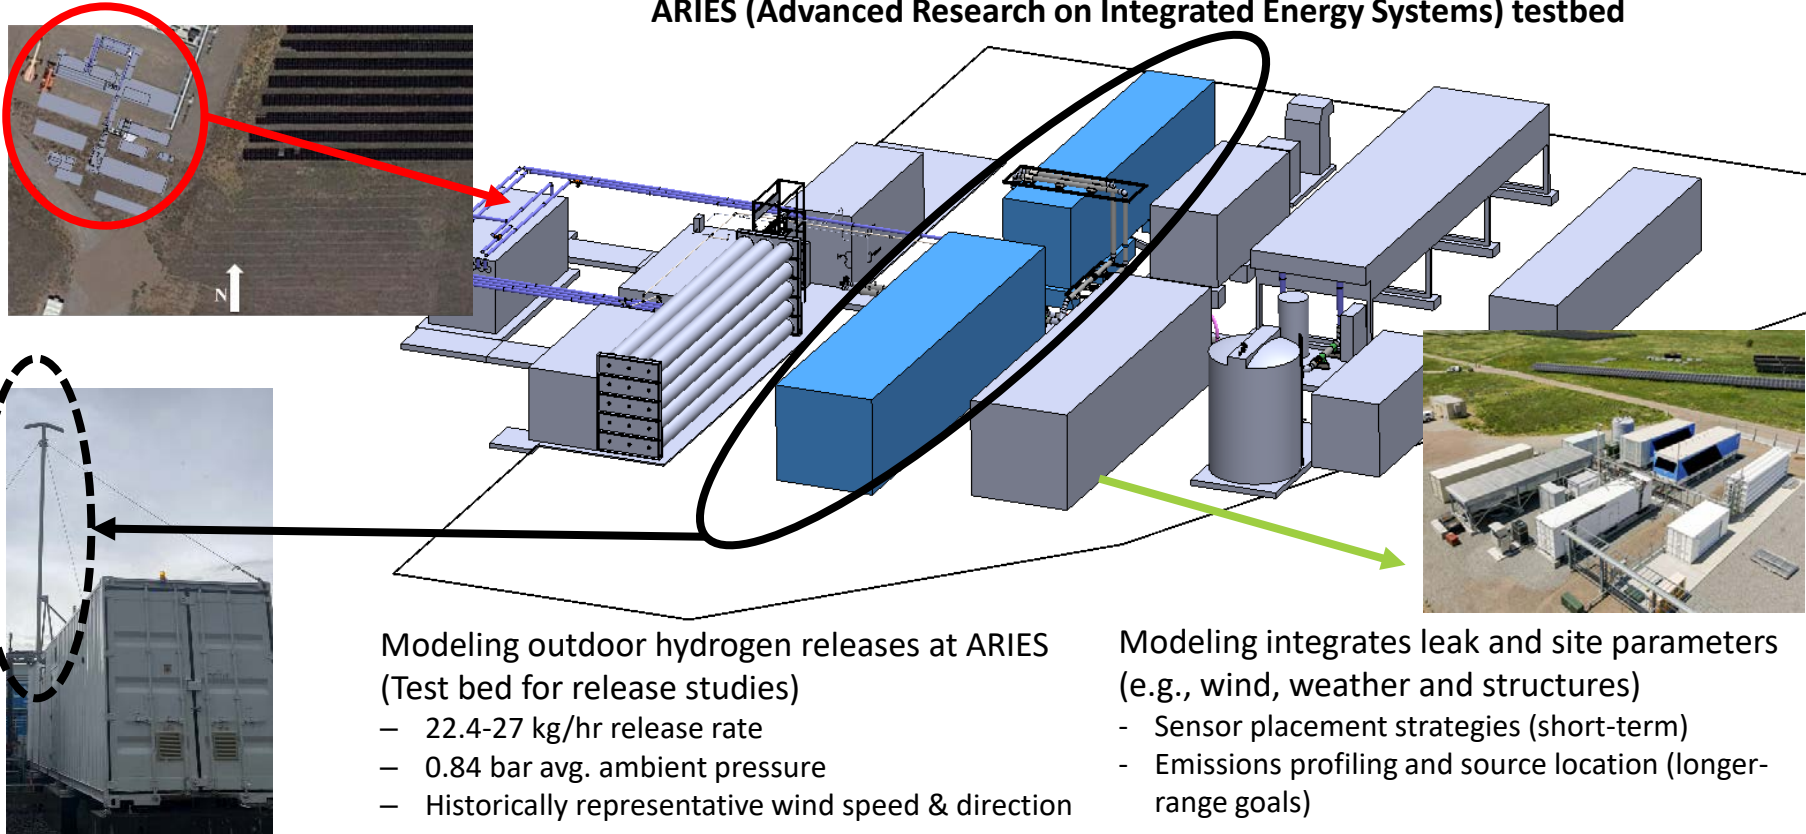 ARIES (Advanced Research on Integrated Energy Systems) testbed
N
Modeling outdoor hydrogen releases at ARIES
(Test bed for release studies)
– 22.4-27 kg/hr release rate
– 0.84 bar avg. ambient pressure
– Historically representative wind speed & direction
Modeling integrates leak and site parameters
(e.g., wind, weather and structures)
- Sensor placement strategies (short-term)
- Emissions profiling and source location (longer-
range goals)